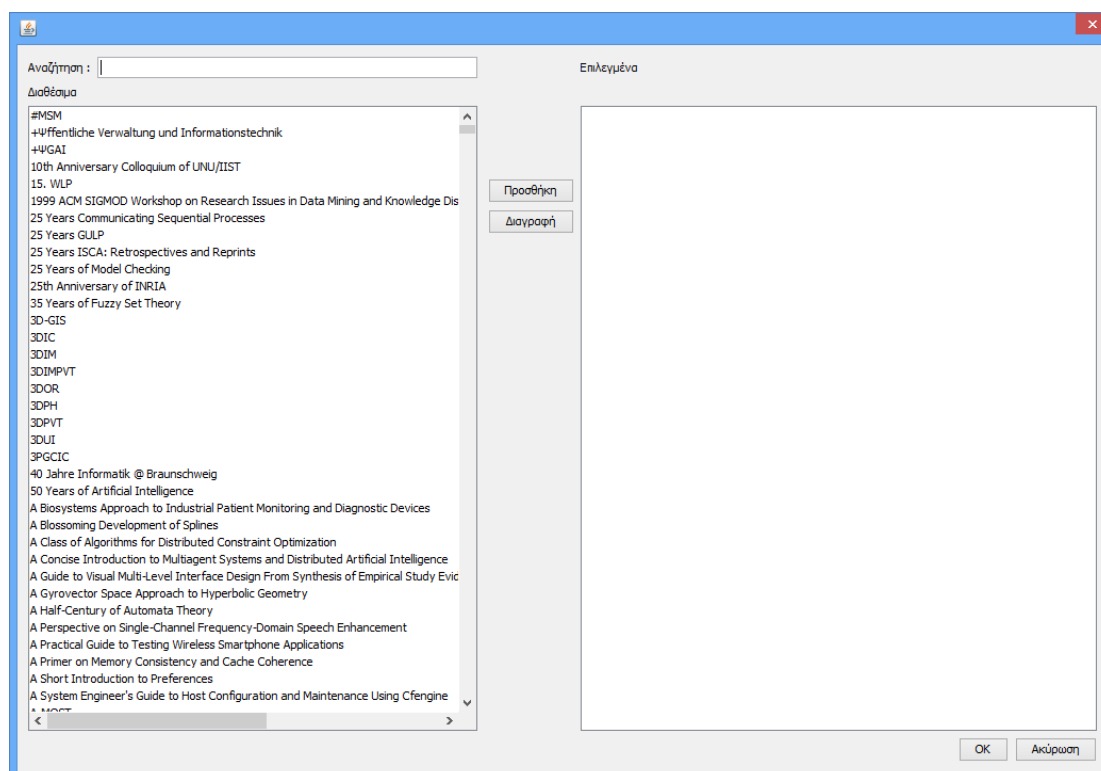 Αναζήτηση :
Επιλεγμένα
Διαθέσιμα
#MSM
+Ψffentliche Verwaltung und Informationstechnik
+ΨGAI
10th Anniversary Colloquium of UNU/IIST
15. WLP
1999 ACM SIGMOD Workshop on Research Issues in Data Mining and Knowledge Dis
25 Years Communicating Sequential Processes
25 Years GULP
25 Years ISCA: Retrospectives and Reprints
25 Years of Model Checking
25th Anniversary of INRIA
35 Years of Fuzzy Set Theory
3D-GIS
3DIC
3DIM
3DIMPVT
3DOR
3DPH
3DPVT
3DUI
3PGCIC
40 Jahre Informatik @ Braunschweig
50 Years of Artificial Intelligence
A Biosystems Approach to Industrial Patient Monitoring and Diagnostic Devices
A Blossoming Development of Splines
A Class of Algorithms for Distributed Constraint Optimization
A Concise Introduction to Multiagent Systems and Distributed Artificial Intelligence
A Guide to Visual Multi-Level Interface Design From Synthesis of Empirical Study Evid
A Gyrovector Space Approach to Hyperbolic Geometry
A Half-Century of Automata Theory
A Perspective on Single-Channel Frequency-Domain Speech Enhancement
A Practical Guide to Testing Wireless Smartphone Applications
A Primer on Memory Consistency and Cache Coherence
A Short Introduction to Preferences
A System Engineer's Guide to Host Configuration and Maintenance Using Cfengine
A-MOST
Προσθήκη
Διαγραφή
OK
Ακύρωση